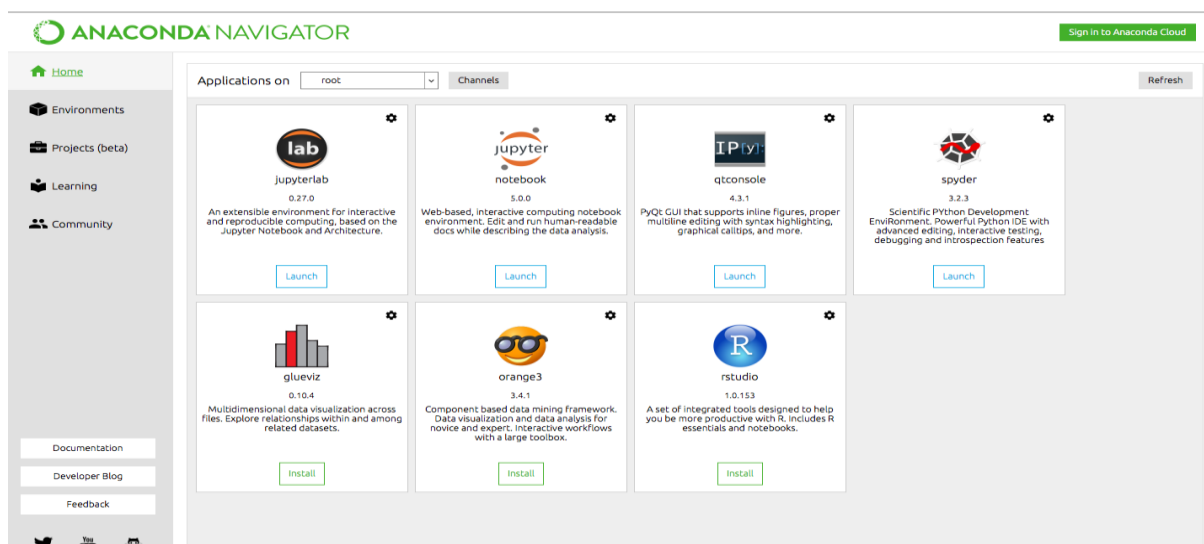 ANACONDA NAVIGATOR
Sign in to Anaconda Cloud
Home
Environments
Projects (beta)
Learning
Community
Documentation
Developer Blog
Feedback
You
Applications on
root
Channels
Refresh
lab
jupyterlab
0.27.0
An extensible environment for interactive
and reproducible computing, based on the
Jupyter Notebook and Architecture.
Launch
jupyter
notebook
5.0.0
Web-based, interactive computing notebook
environment. Edit and run human-readable
docs while describing the data analysis.
Launch
IP[y]:
qtconsole
4.3.1
PyQt GUI that supports inline figures, proper
multiline editing with syntax highlighting,
graphical calltips, and more.
Launch
spyder
3.2.3
Scientific PYthon Development
EnviRonment. Powerful Python IDE with
advanced editing, interactive testing,
debugging and introspection features
Launch
glueviz
0.10.4
Multidimensional data visualization across
files. Explore relationships within and among
related datasets.
Install
orange3
3.4.1
Component based data mining framework.
Data visualization and data analysis for
novice and expert. Interactive workflows
with a large toolbox.
Install
R
rstudio
1.0.153
A set of integrated tools designed to help
you be more productive with R. Includes R
essentials and notebooks.
Install